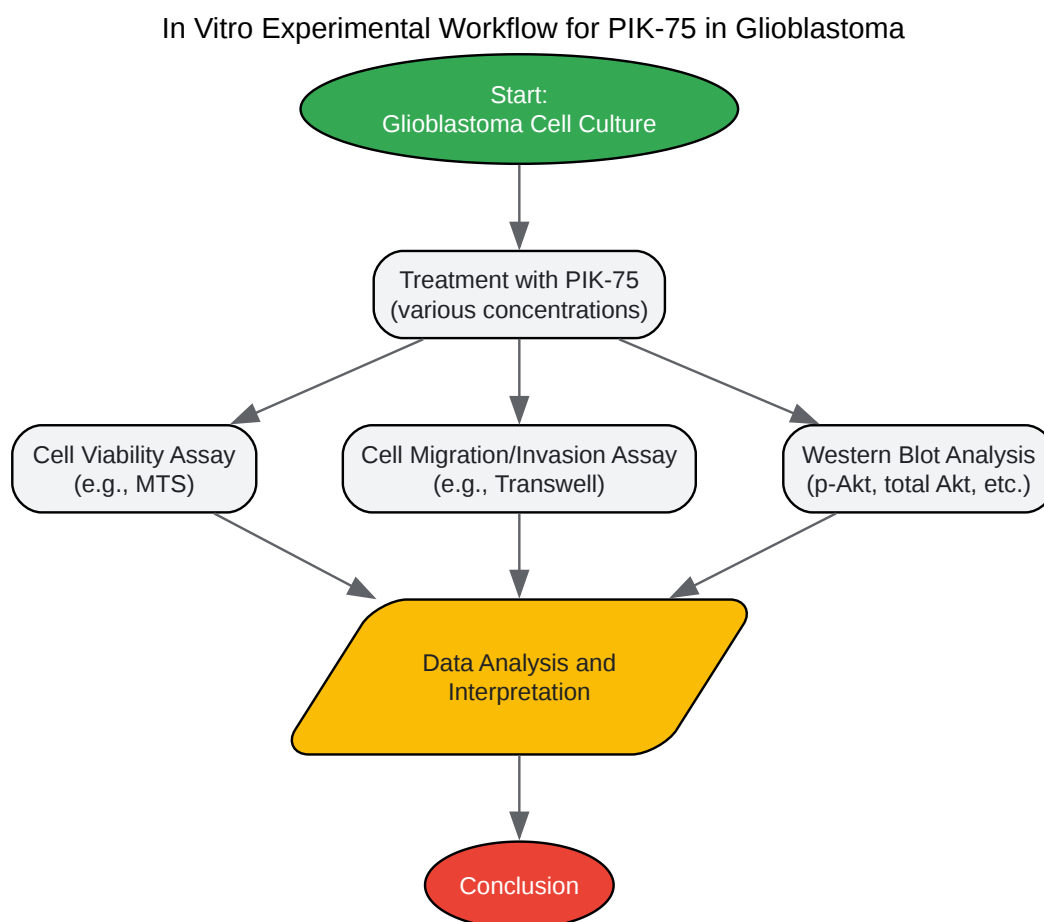 In Vitro Experimental Workflow for PIK-75 in Glioblastoma
Start:
Glioblastoma Cell Culture
Treatment with PIK-75
(various concentrations)
Cell Viability Assay
(e.g., MTS)
Cell Migration/Invasion Assay
(e.g., Transwell)
Western Blot Analysis
(p-Akt, total Akt, etc.)
Data Analysis and
Interpretation
Conclusion